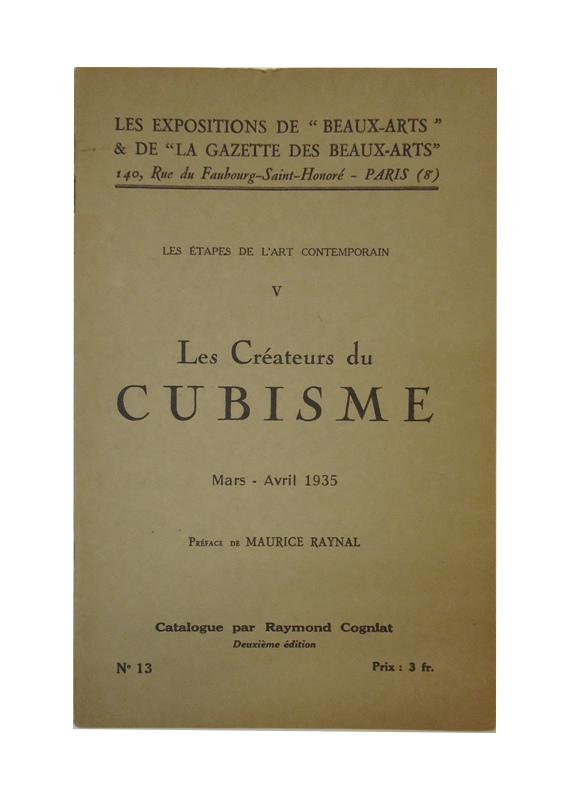 LES EXPOSITIONS DE “ BEAUX-ARTS ”
& DE “LA GAZETTE DES BEAUX-ARTS”
140, Rue du Faubourg-Saint-Honoré - PARIS (8e)
LES ÉTAPES DE L'ART CONTEMPORAIN
V
Les Créateurs du
CUBISME
Mars - Avril 1935
PRÉFACE DE MAURICE RAYNAL
Catalogue par Raymond Cogniat
Deuxième édition
N° 13
Prix : 3 fr.